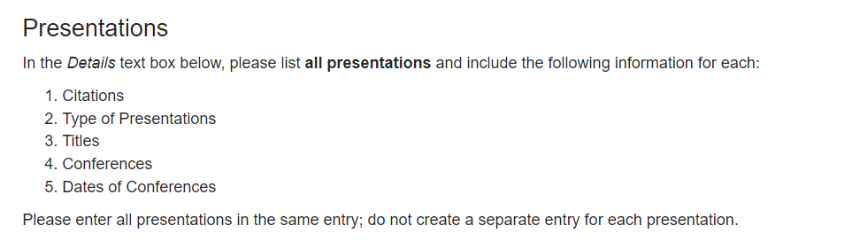 Presentations
In the Details text box below, please list all presentations and include the following information for each:
1. Citations
2. Type of Presentations
3. Titles
4. Conferences
5. Dates of Conferences
Please enter all presentations in the same entry; do not create a separate entry for each presentation.